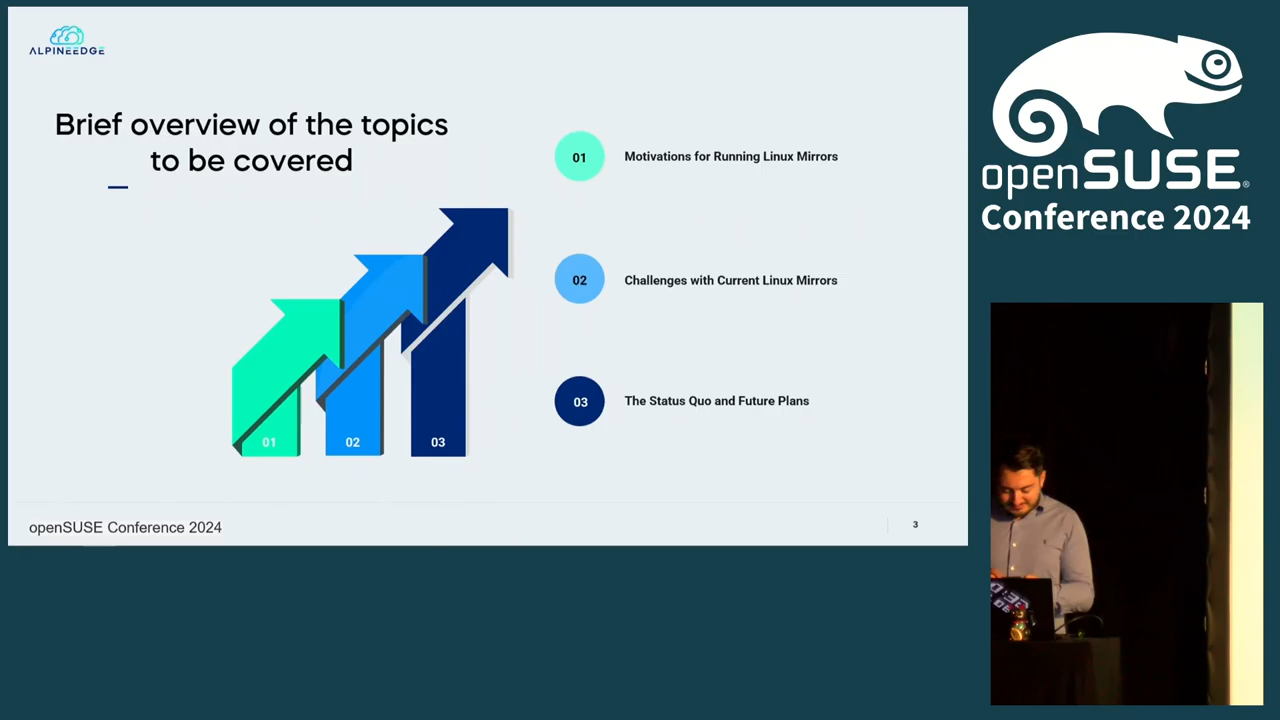 ALPINEEDGE
Brief overview of the topics
to be covered
01
Motivations for Running Linux Mirrors
02
Challenges with Current Linux Mirrors
03
The Status Quo and Future Plans
01
02
03
openSUSE Conference 2024
3
openSUSE®
Conference 2024